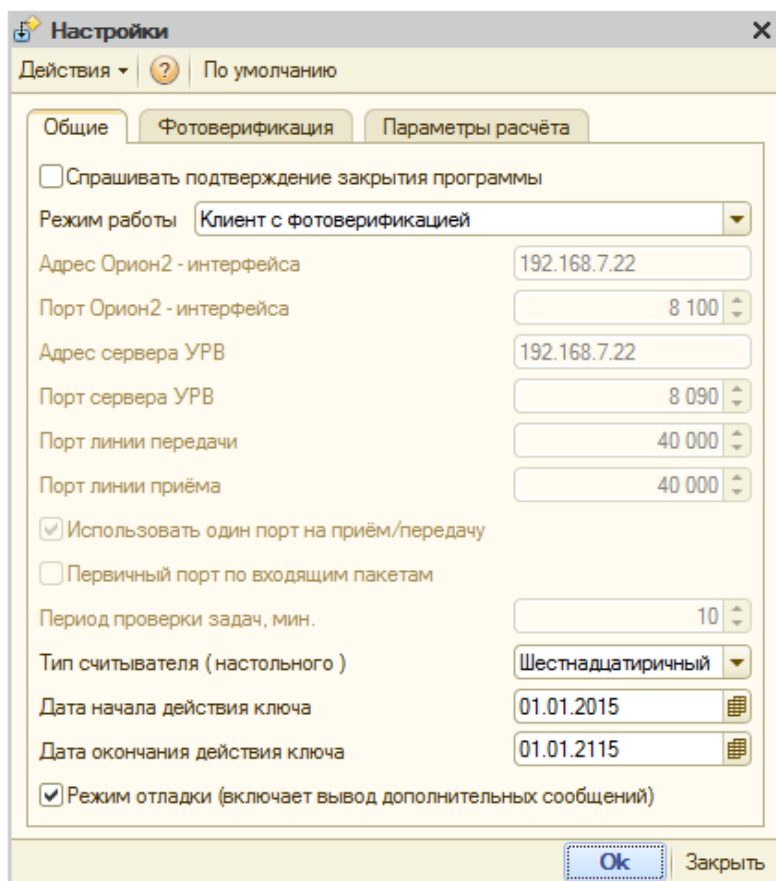 Настройки
Действия ? По умолчанию
Общие Фотоверификация Параметры расчёта
Спрашивать подтверждение закрытия программы
Режим работы Клиент с фотоверификацией
Адрес Орион2 - интерфейса 192.168.7.22
Порт Орион2 - интерфейса 8 100
Адрес сервера УРВ 192.168.7.22
Порт сервера УРВ 8 090
Порт линии передачи 40 000
Порт линии приёма 40 000
Использовать один порт на приём/передачу
Первичный порт по входящим пакетам
Период проверки задач, мин. 10
Тип считывателя ( настольного ) Шестнадцатиричный
Дата начала действия ключа 01.01.2015
Дата окончания действия ключа 01.01.2115
Режим отладки (включает вывод дополнительных сообщений)
Ok Закрыть